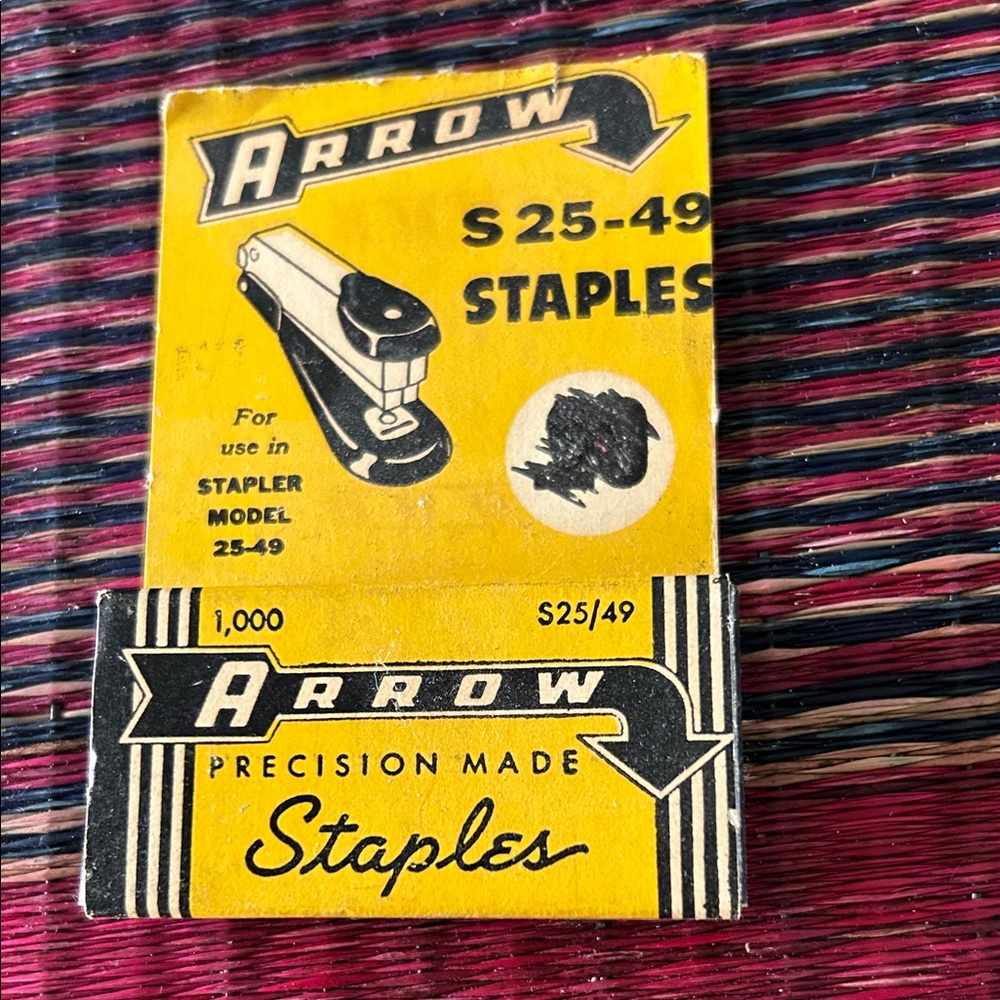 ARROW
S25-49
STAPLES
For
use in
STAPLER
MODEL
25-49
1,000
S25/49
ARROW
PRECISION MADE
Staples